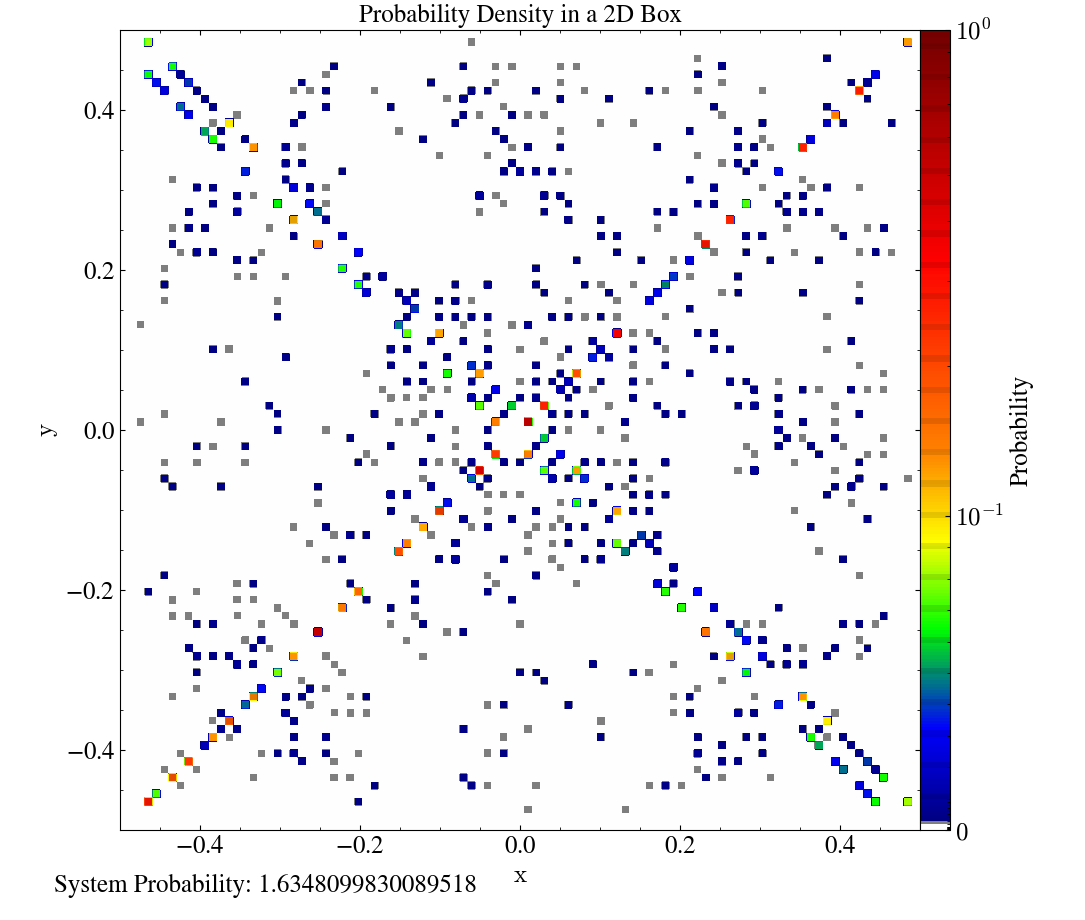 Probability Density in a 2D Box
10⁰
0.4
0.2
0.0
−0.2
−0.4
y
Probability
10⁻¹
0
−0.4 −0.2 0.0 0.2 0.4
x
System Probability: 1.6348099830089518